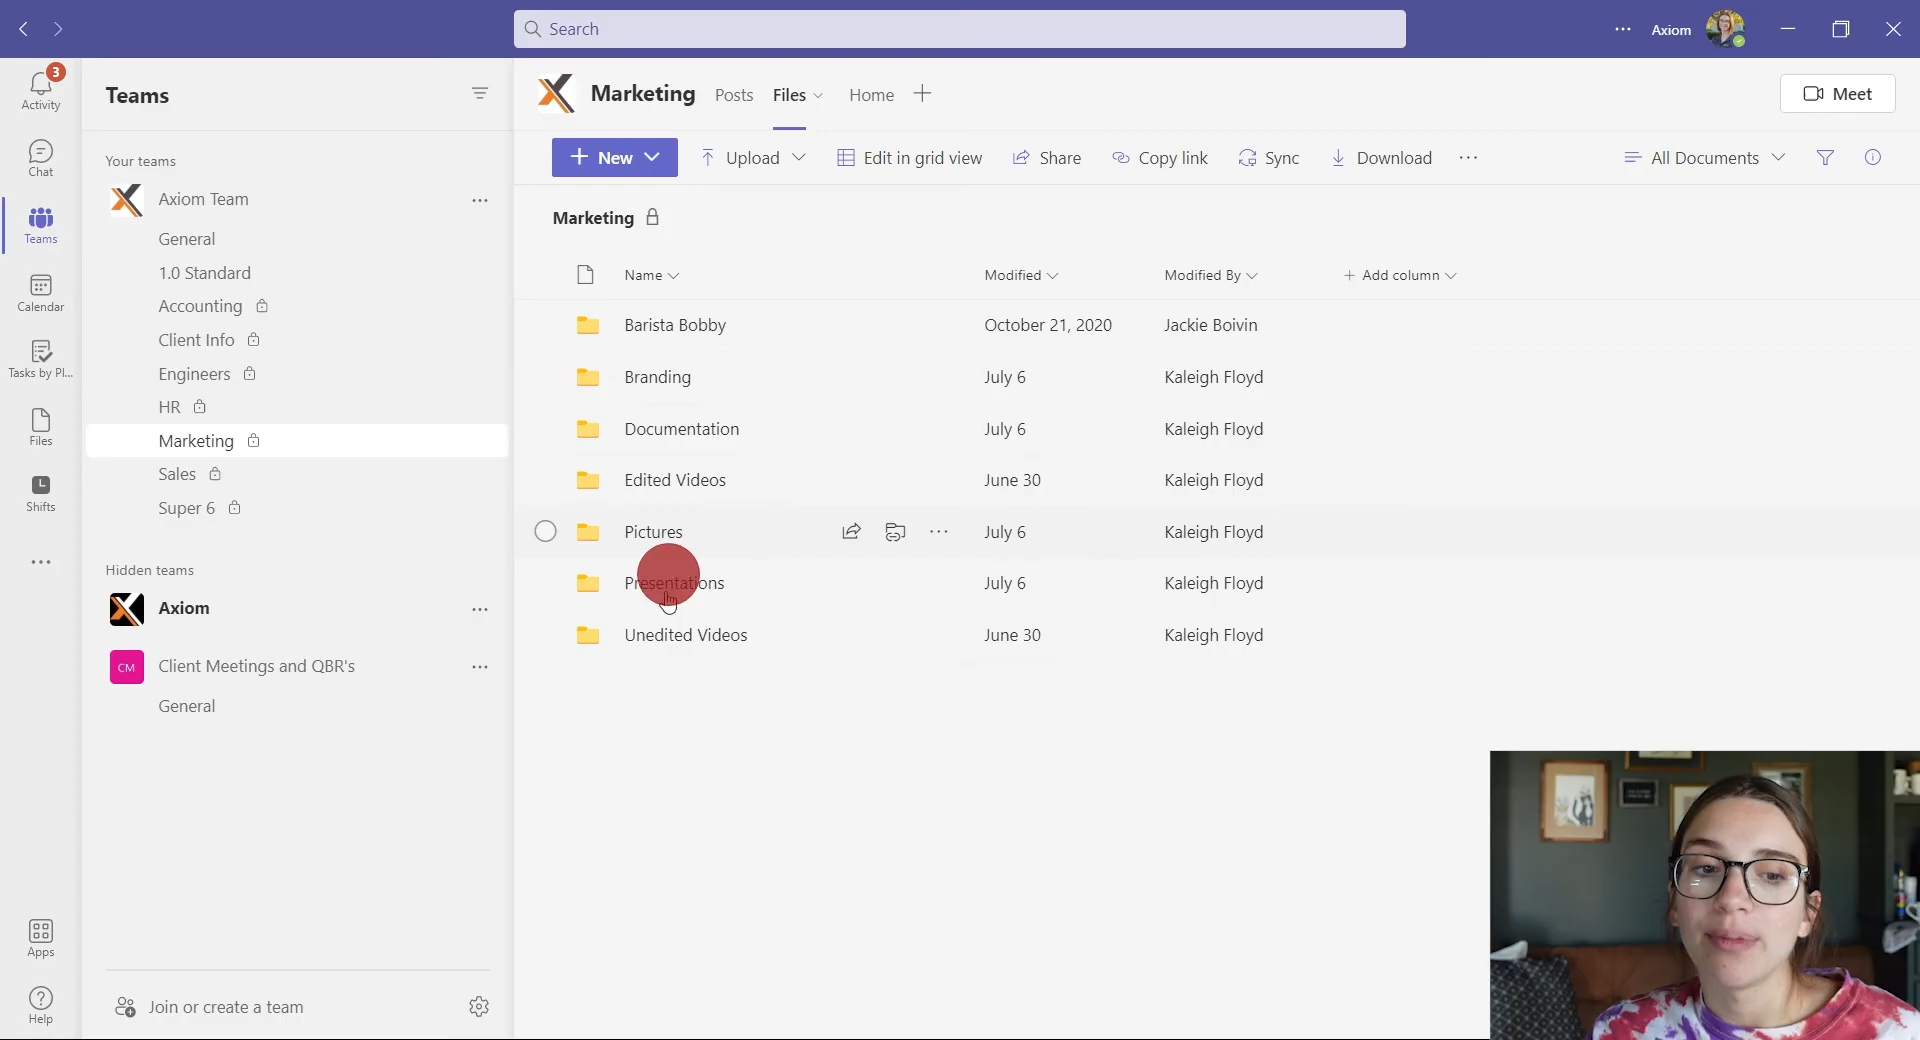 Search
Axiom
3
Activity
Chat
Teams
Calendar
Tasks by Pl...
Files
Shifts
Apps
Help
Teams
Your teams
Axiom Team
General
1.0 Standard
Accounting
Client Info
Engineers
HR
Marketing
Sales
Super 6
Hidden teams
Axiom
CM Client Meetings and QBR's
General
Join or create a team
Marketing Posts Files Home
Meet
New Upload Edit in grid view Share Copy link Sync Download All Documents
Marketing
Name Modified Modified By Add column
Barista Bobby October 21, 2020 Jackie Boivin
Branding July 6 Kaleigh Floyd
Documentation July 6 Kaleigh Floyd
Edited Videos June 30 Kaleigh Floyd
Pictures July 6 Kaleigh Floyd
Presentations July 6 Kaleigh Floyd
Unedited Videos June 30 Kaleigh Floyd